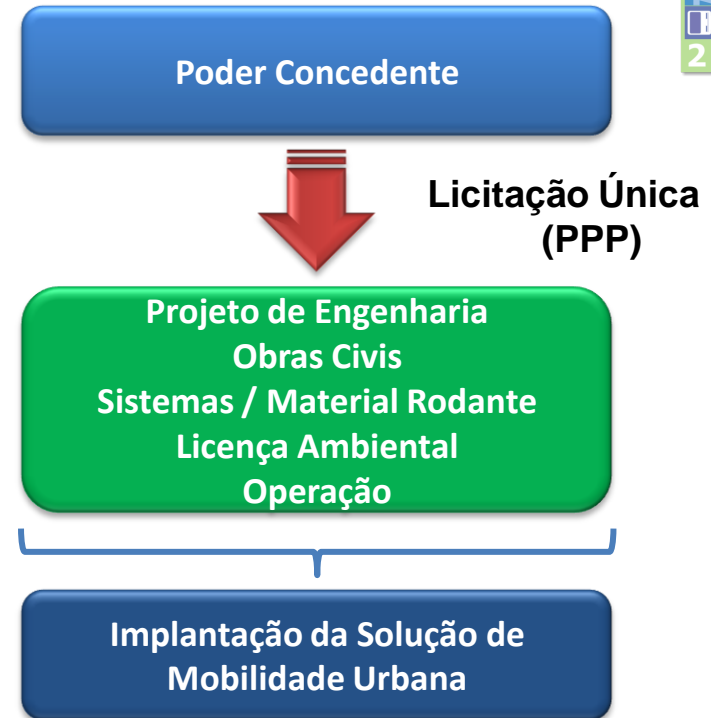 Poder Concedente
2
Licitação Única
(PPP)
Projeto de Engenharia
Obras Civis
Sistemas / Material Rodante
Licença Ambiental
Operação
Implantação da Solução de
Mobilidade Urbana